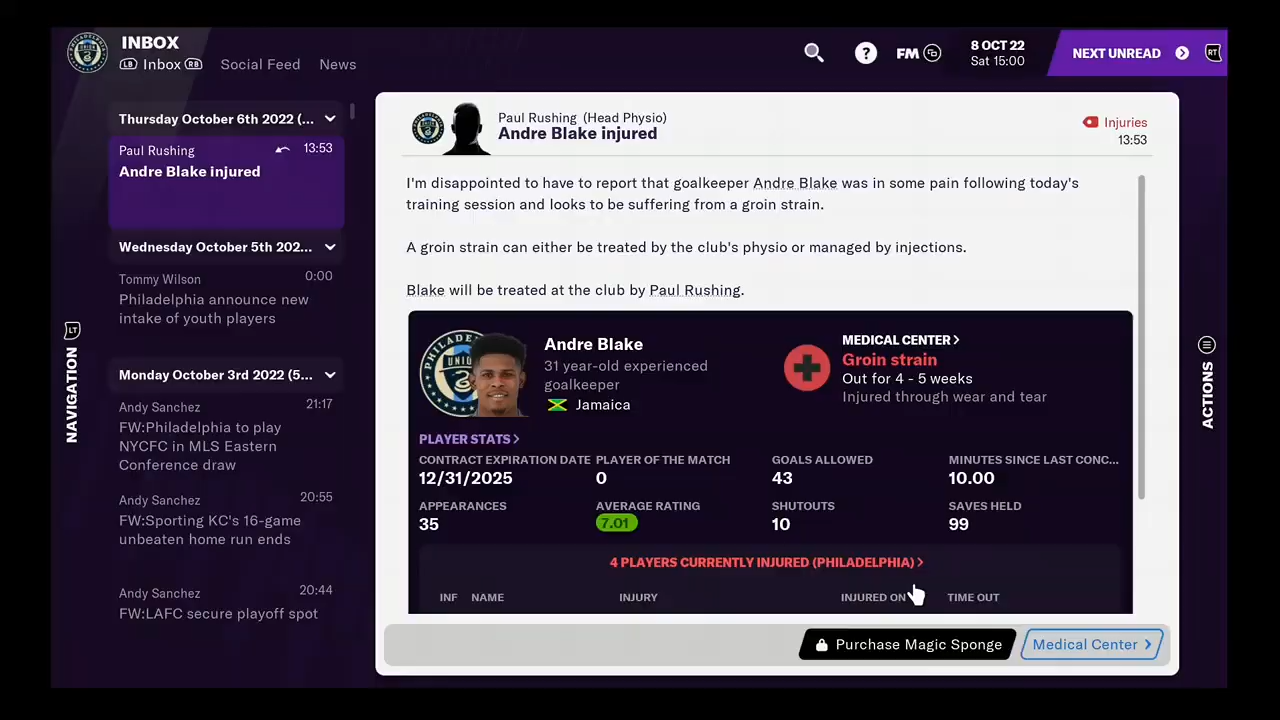 INBOX
LB Inbox RB Social Feed News
FM
8 OCT 22
Sat 15:00
NEXT UNREAD
RT
Thursday October 6th 2022 (...
Paul Rushing 13:53
Andre Blake injured
Wednesday October 5th 202...
Tommy Wilson 0:00
Philadelphia announce new
intake of youth players
Monday October 3rd 2022 (5...
Andy Sanchez 21:17
FW:Philadelphia to play
NYCFC in MLS Eastern
Conference draw
Andy Sanchez 20:55
FW:Sporting KC's 16-game
unbeaten home run ends
Andy Sanchez 20:44
FW:LAFC secure playoff spot
LT
NAVIGATION
Paul Rushing (Head Physio)
Andre Blake injured
Injuries
13:53
I'm disappointed to have to report that goalkeeper Andre Blake was in some pain following today's
training session and looks to be suffering from a groin strain.
A groin strain can either be treated by the club's physio or managed by injections.
Blake will be treated at the club by Paul Rushing.
Andre Blake
31 year-old experienced
goalkeeper
Jamaica
MEDICAL CENTER >
Groin strain
Out for 4 - 5 weeks
Injured through wear and tear
PLAYER STATS >
CONTRACT EXPIRATION DATE PLAYER OF THE MATCH GOALS ALLOWED MINUTES SINCE LAST CONC...
12/31/2025 0 43 10.00
APPEARANCES AVERAGE RATING SHUTOUTS SAVES HELD
35 7.01 10 99
4 PLAYERS CURRENTLY INJURED (PHILADELPHIA) >
INF NAME INJURY INJURED ON TIME OUT
Purchase Magic Sponge
Medical Center >
ACTIONS